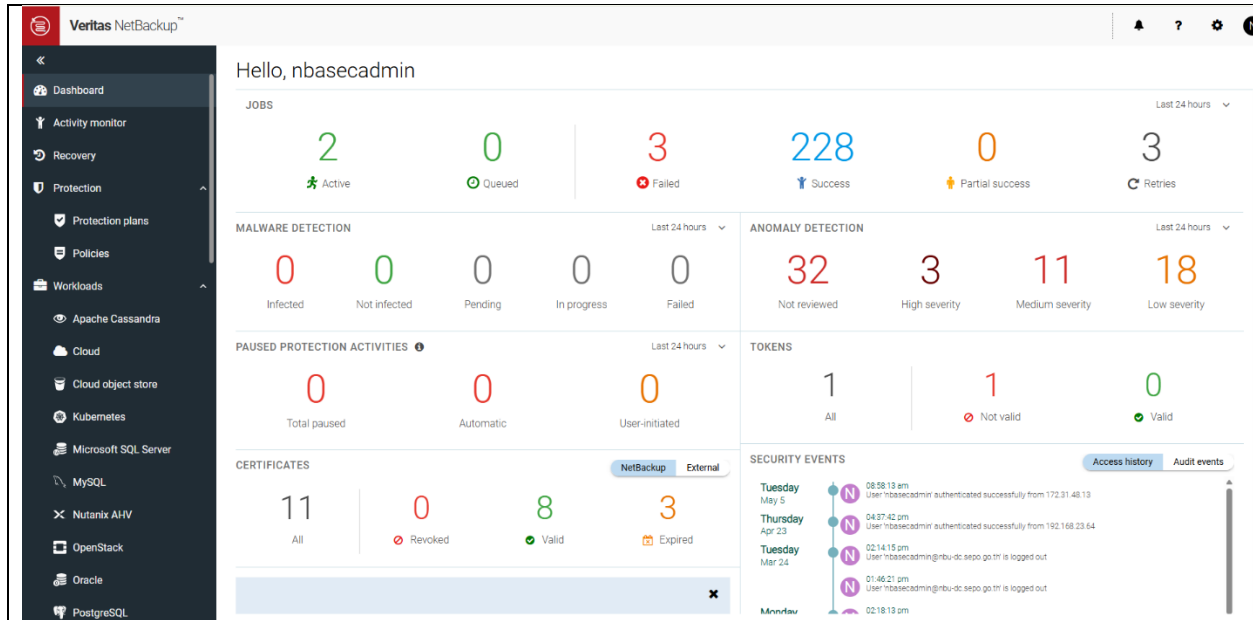 Veritas NetBackup™
Dashboard
Activity monitor
Recovery
Protection
Protection plans
Policies
Workloads
Apache Cassandra
Cloud
Cloud object store
Kubernetes
Microsoft SQL Server
MySQL
Nutanix AHV
OpenStack
Oracle
PostgreSQL
Hello, nbasecadmin
JOBS
Last 24 hours
2 0 3 228 0 3
Active Queued Failed Success Partial success Retries
MALWARE DETECTION
Last 24 hours
0 0 0 0 0
Infected Not infected Pending In progress Failed
ANOMALY DETECTION
Last 24 hours
32 3 11 18
Not reviewed High severity Medium severity Low severity
PAUSED PROTECTION ACTIVITIES
Last 24 hours
0 0 0
Total paused Automatic User-initiated
TOKENS
1 1 0
All Not valid Valid
CERTIFICATES
NetBackup External
11 0 8 3
All Revoked Valid Expired
SECURITY EVENTS
Access history Audit events
Tuesday
May 5
N
08:58:13 am
User 'nbasecadmin' authenticated successfully from 172.31.48.13
Thursday
Apr 23
N
04:37:42 pm
User 'nbasecadmin' authenticated successfully from 192.168.23.64
Tuesday
Mar 24
N
02:14:15 pm
User 'nbasecadmin@nbu-dc.sepo.go.th' is logged out
N
01:46:21 pm
User 'nbasecadmin@nbu-dc.sepo.go.th' is logged out
Monday
02:18:13 pm